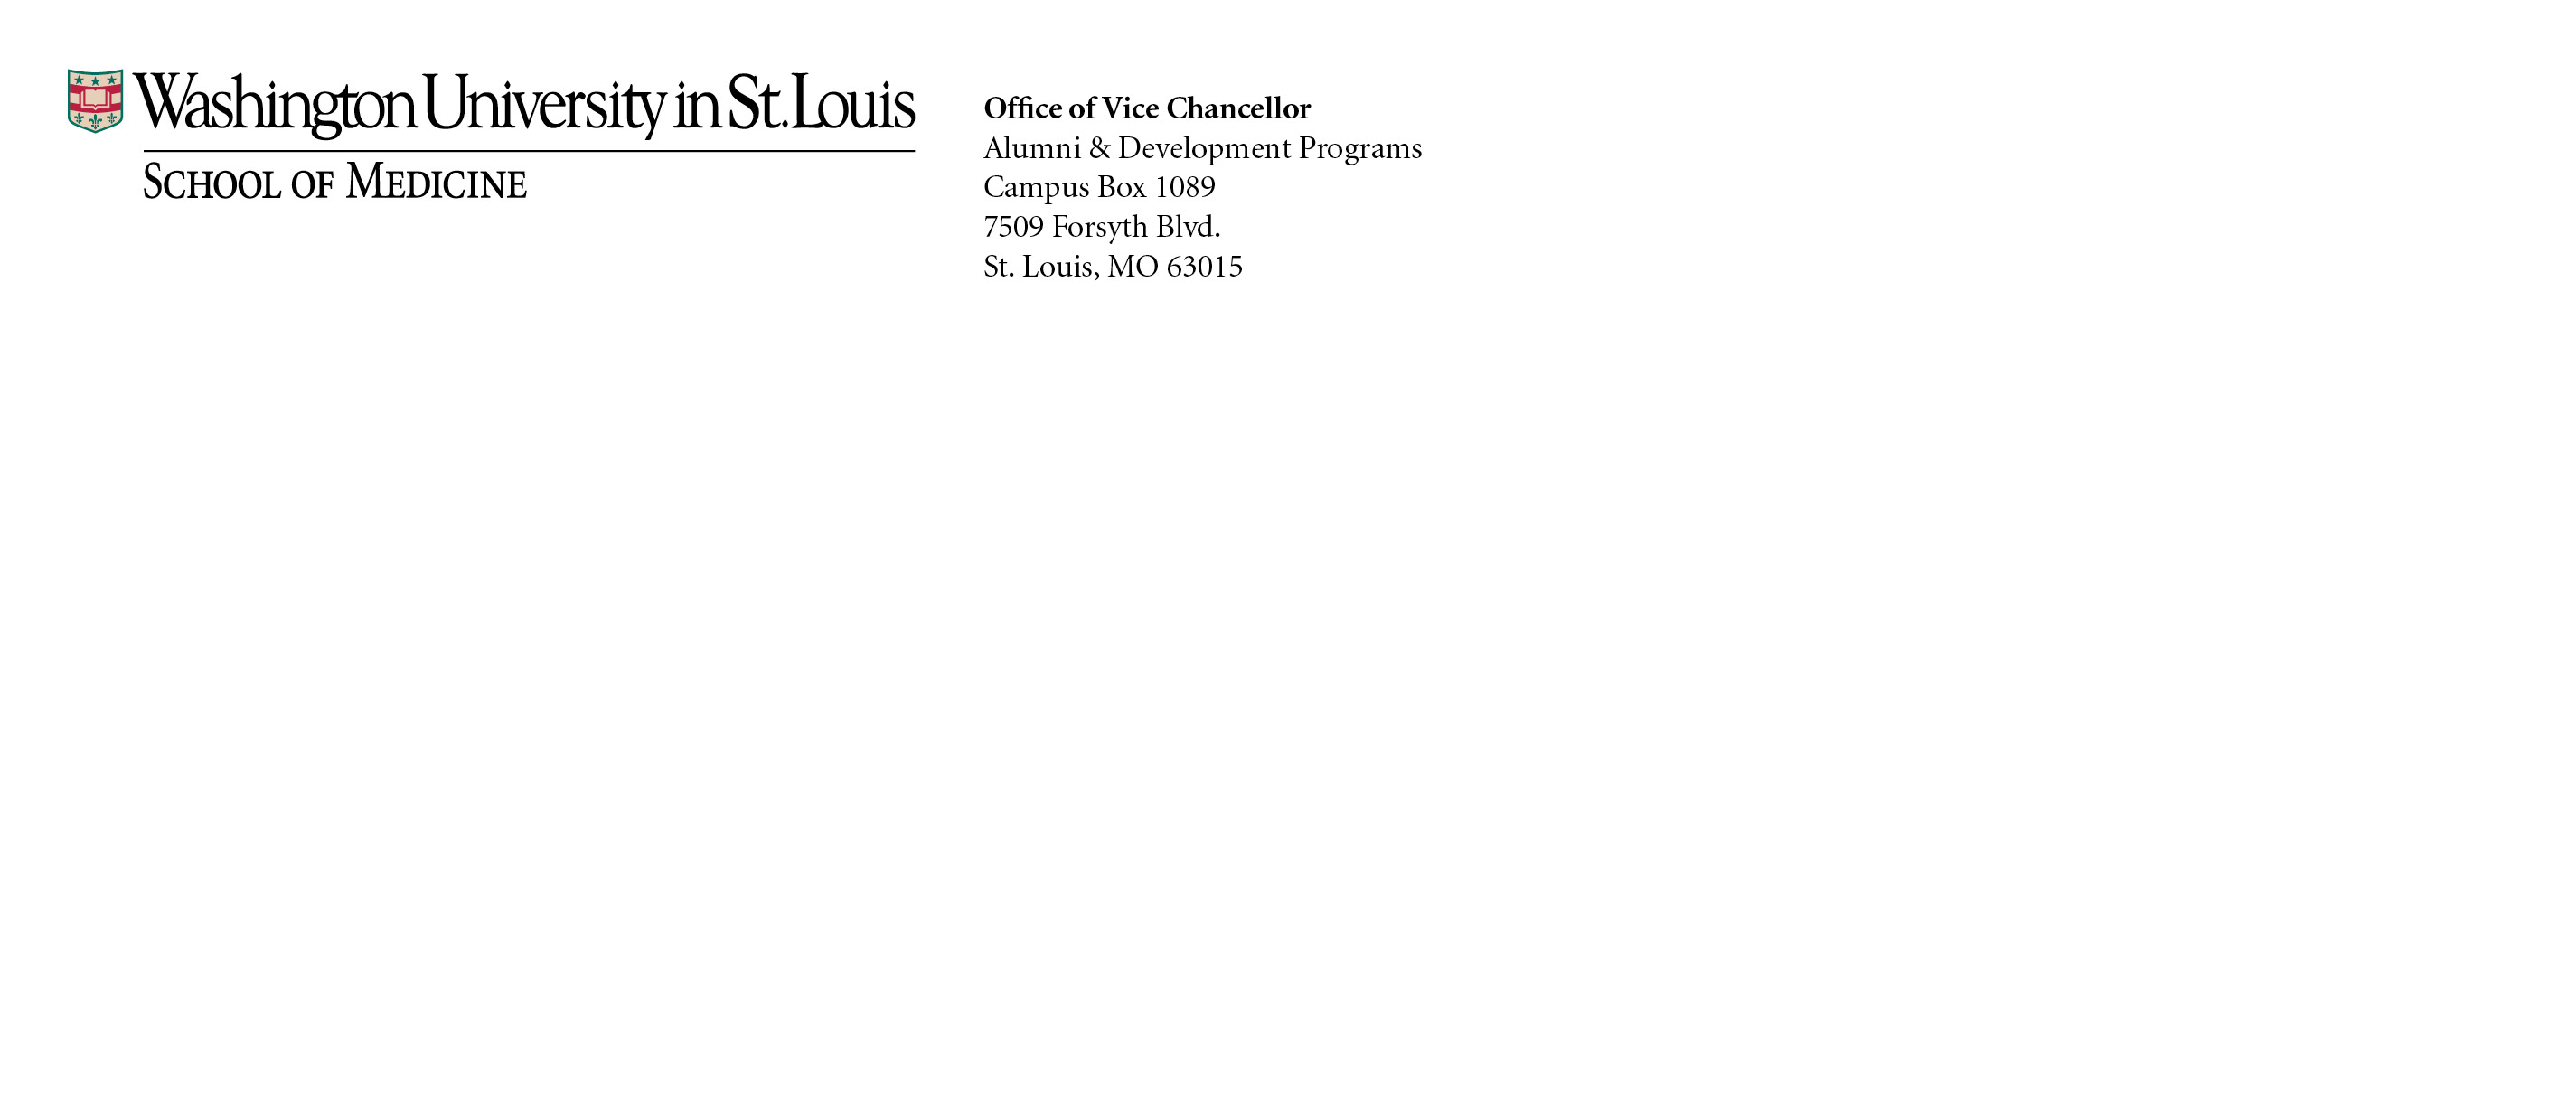 Washington University in St. Louis
School of Medicine
Office of Vice Chancellor
Alumni & Development Programs
Campus Box 1089
7509 Forsyth Blvd.
St. Louis, MO 63015